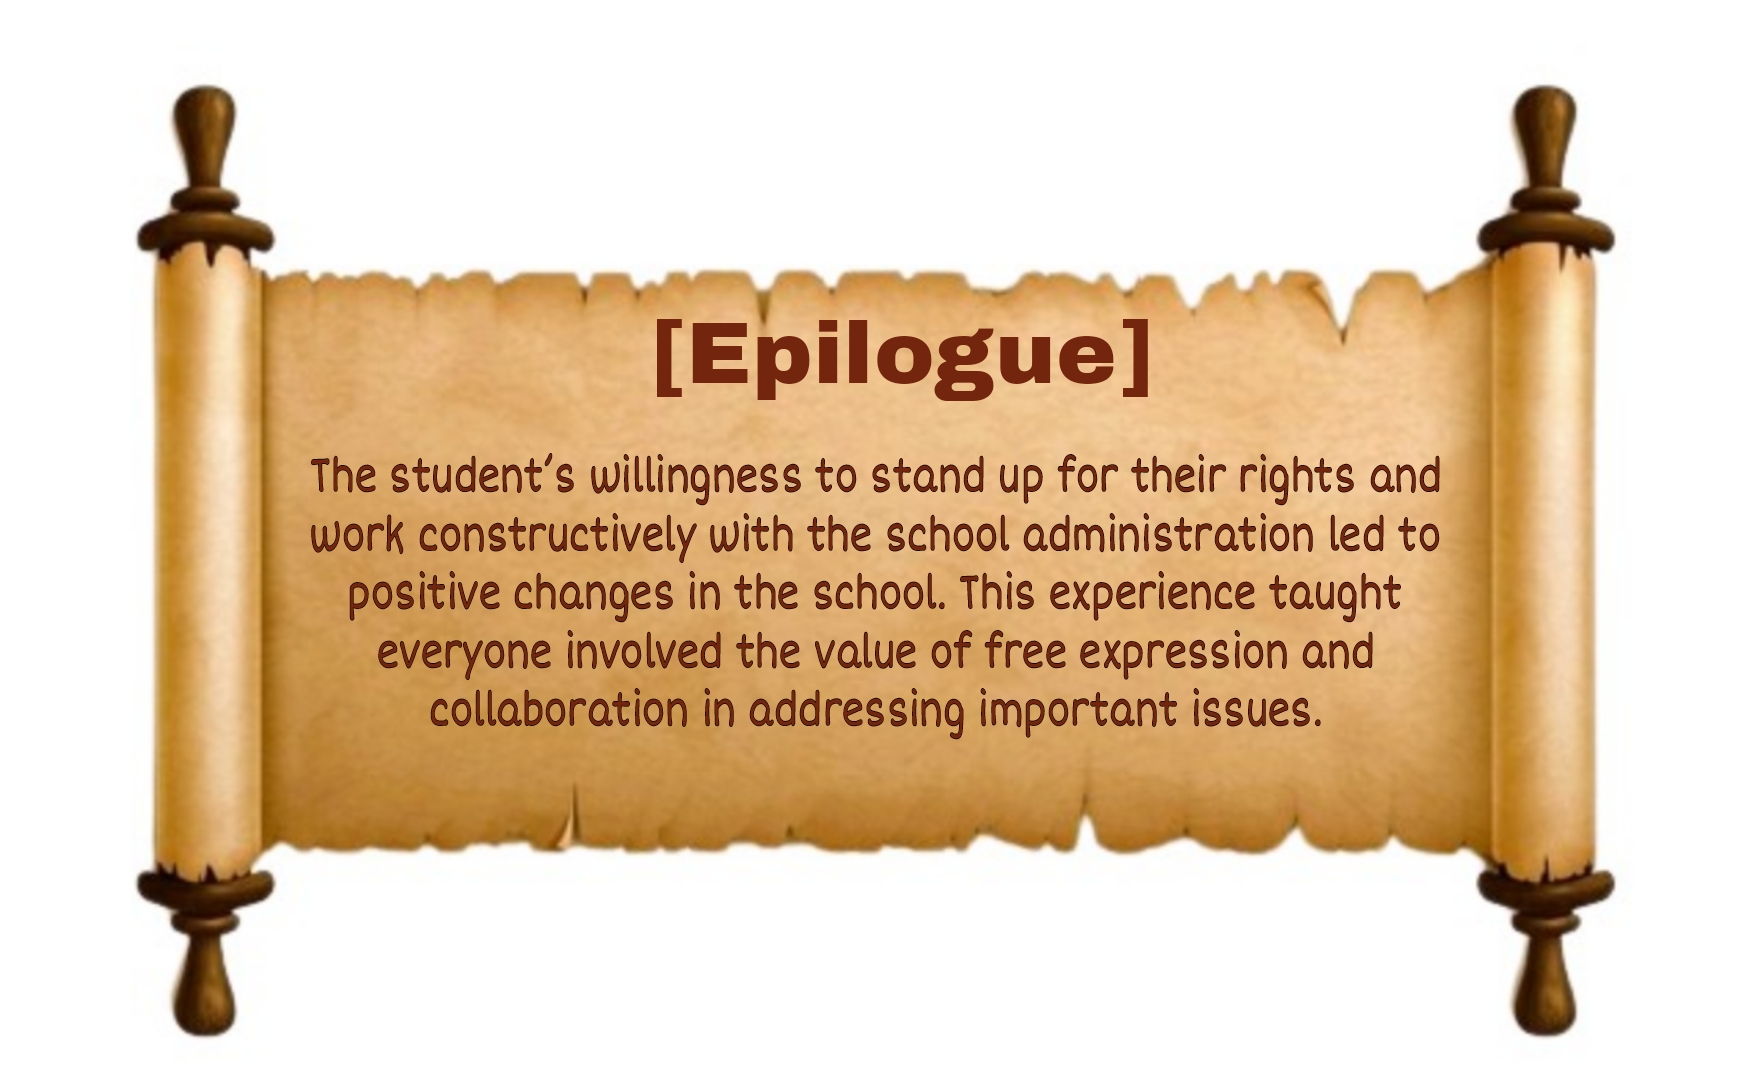 [Epilogue]
The student's willingness to stand up for their rights and
work constructively with the school administration led to
positive changes in the school. This experience taught
everyone involved the value of free expression and
collaboration in addressing important issues.